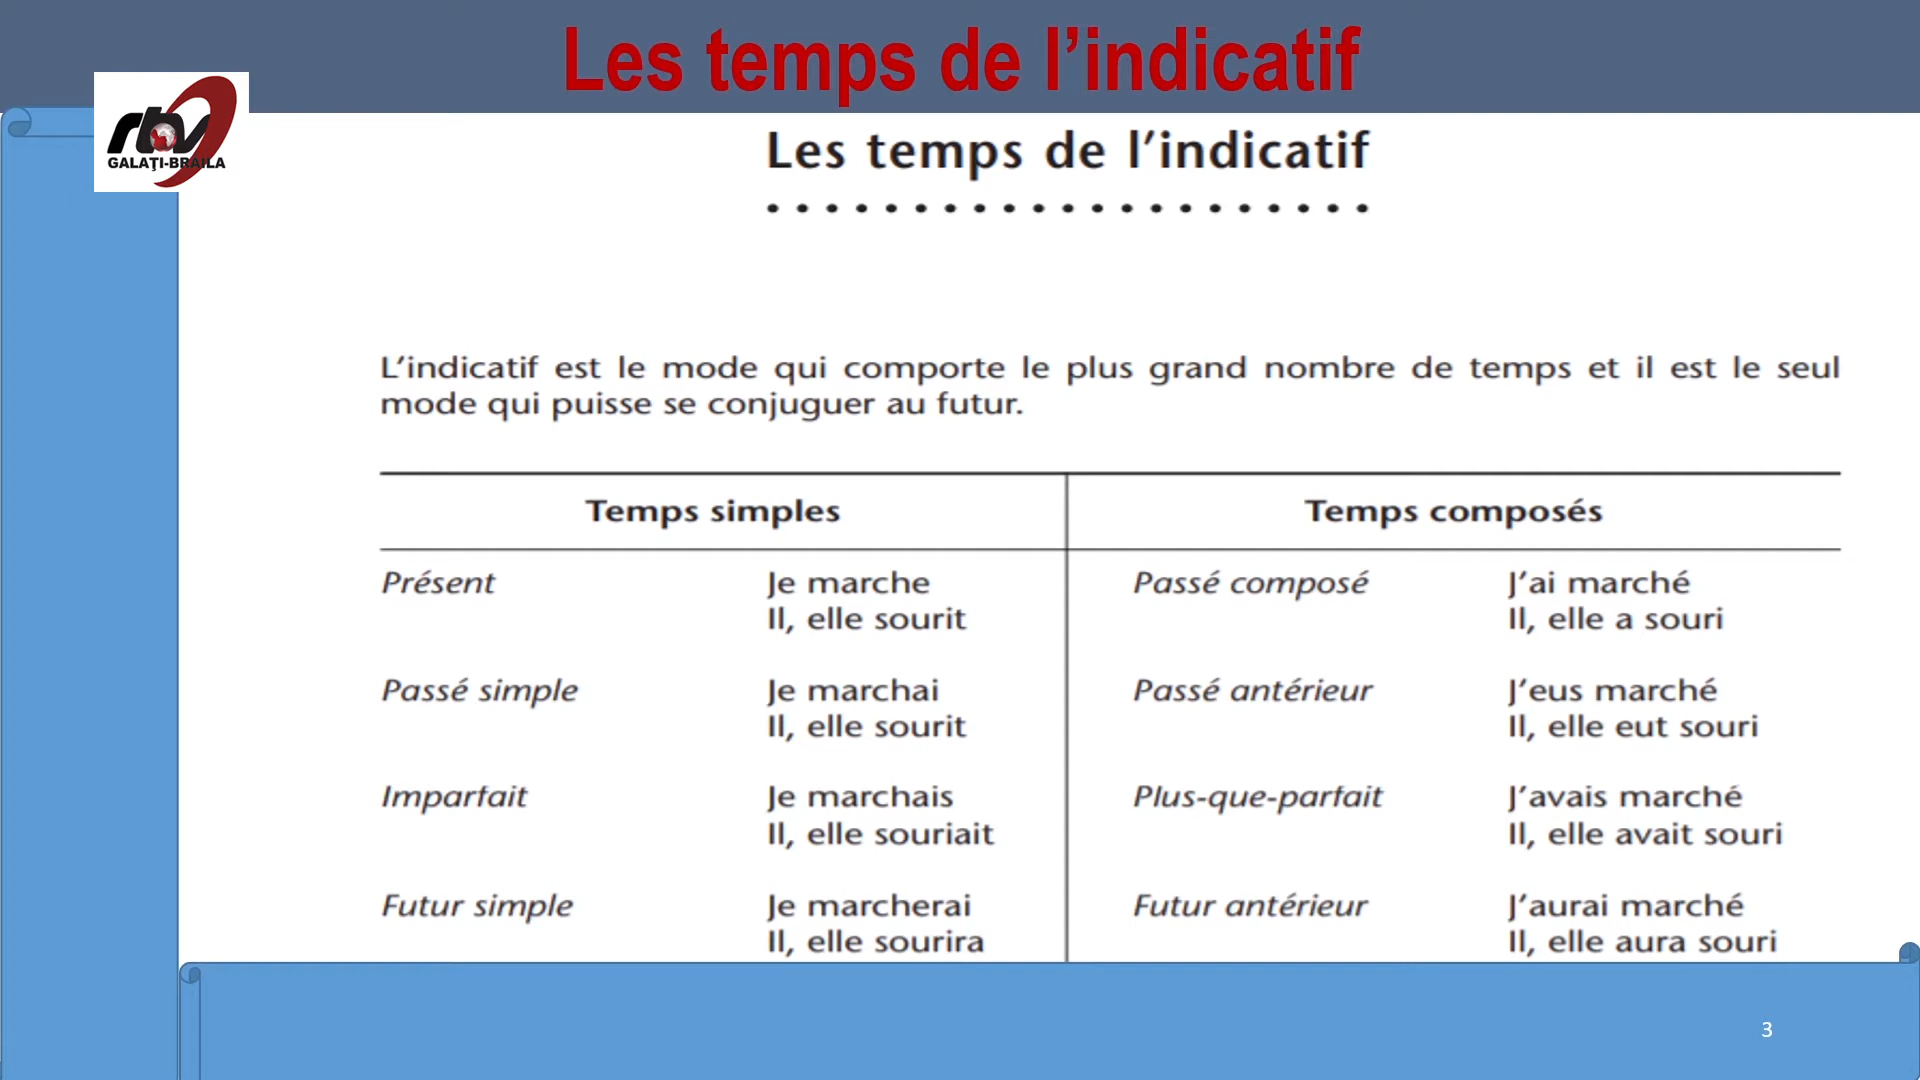 Les temps de l’indicatif
rtv
GALAŢI-BRAILA
Les temps de l’indicatif
L’indicatif est le mode qui comporte le plus grand nombre de temps et il est le seul
mode qui puisse se conjuguer au futur.
Temps simples Temps composés
Présent Je marche Passé composé J’ai marché
Il, elle sourit Il, elle a souri
Passé simple Je marchai Passé antérieur J’eus marché
Il, elle sourit Il, elle eut souri
Imparfait Je marchais Plus-que-parfait J’avais marché
Il, elle souriait Il, elle avait souri
Futur simple Je marcherai Futur antérieur J’aurai marché
Il, elle sourira Il, elle aura souri
3